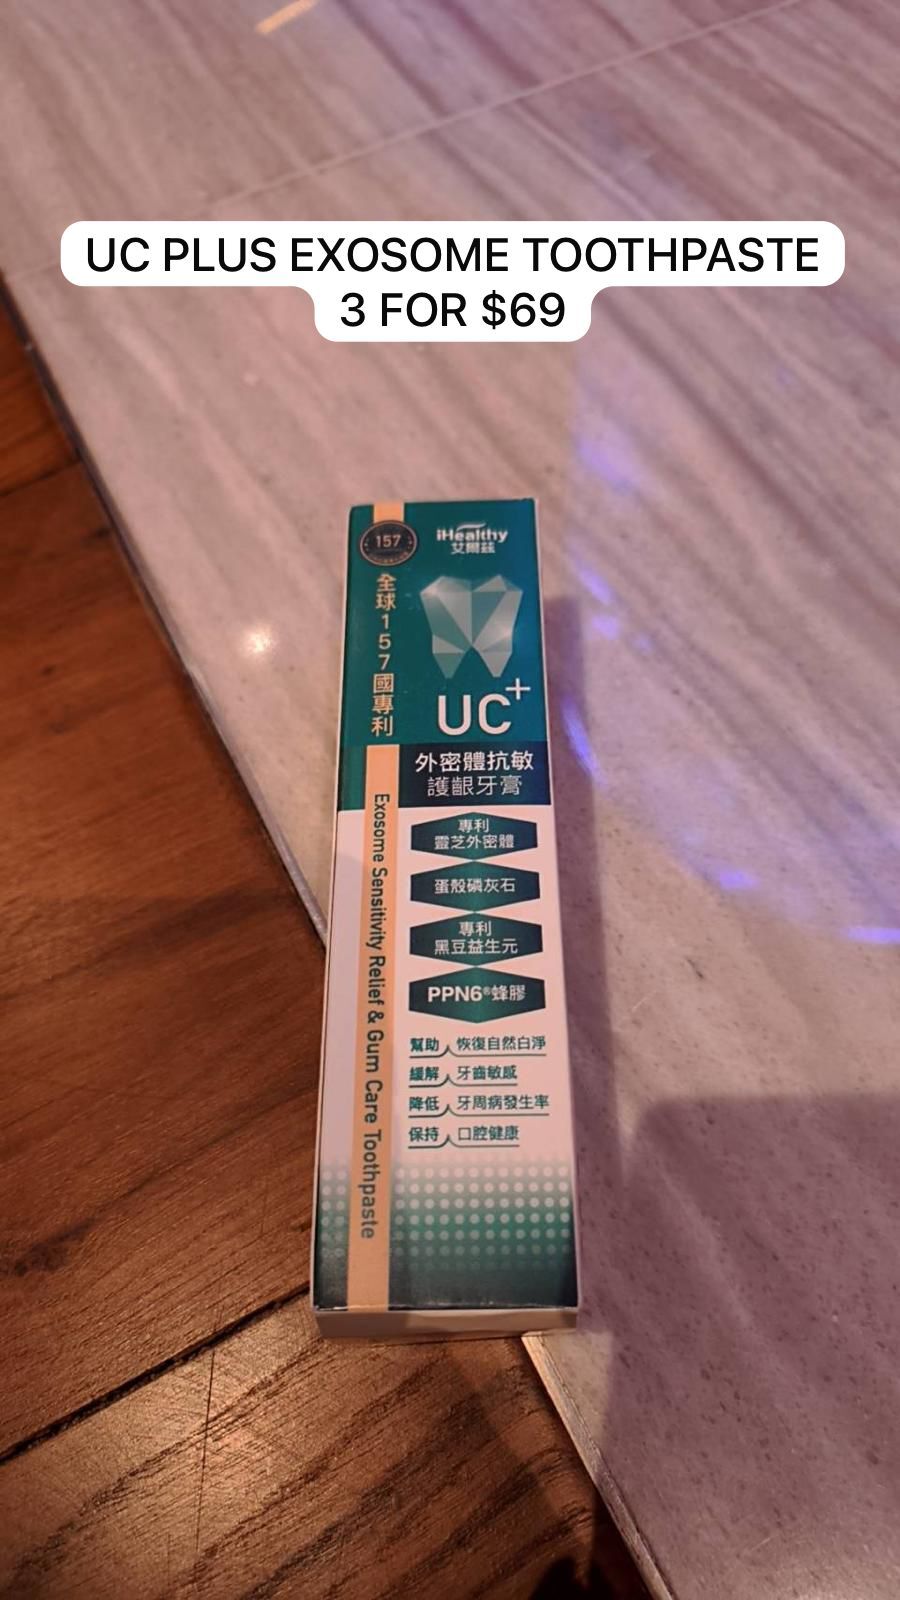 UC PLUS EXOSOME TOOTHPASTE
3 FOR $69
157
iHealthy
艾爾茲
全球157國專利
UC+
外密體抗敏
護齦牙膏
Exosome Sensitivity Relief & Gum Care Toothpaste
專利
靈芝外密體
蛋殼磷灰石
專利
黑豆益生元
PPN6®蜂膠
幫助 恢復自然白淨
緩解 牙齒敏感
降低 牙周病發生率
保持 口腔健康